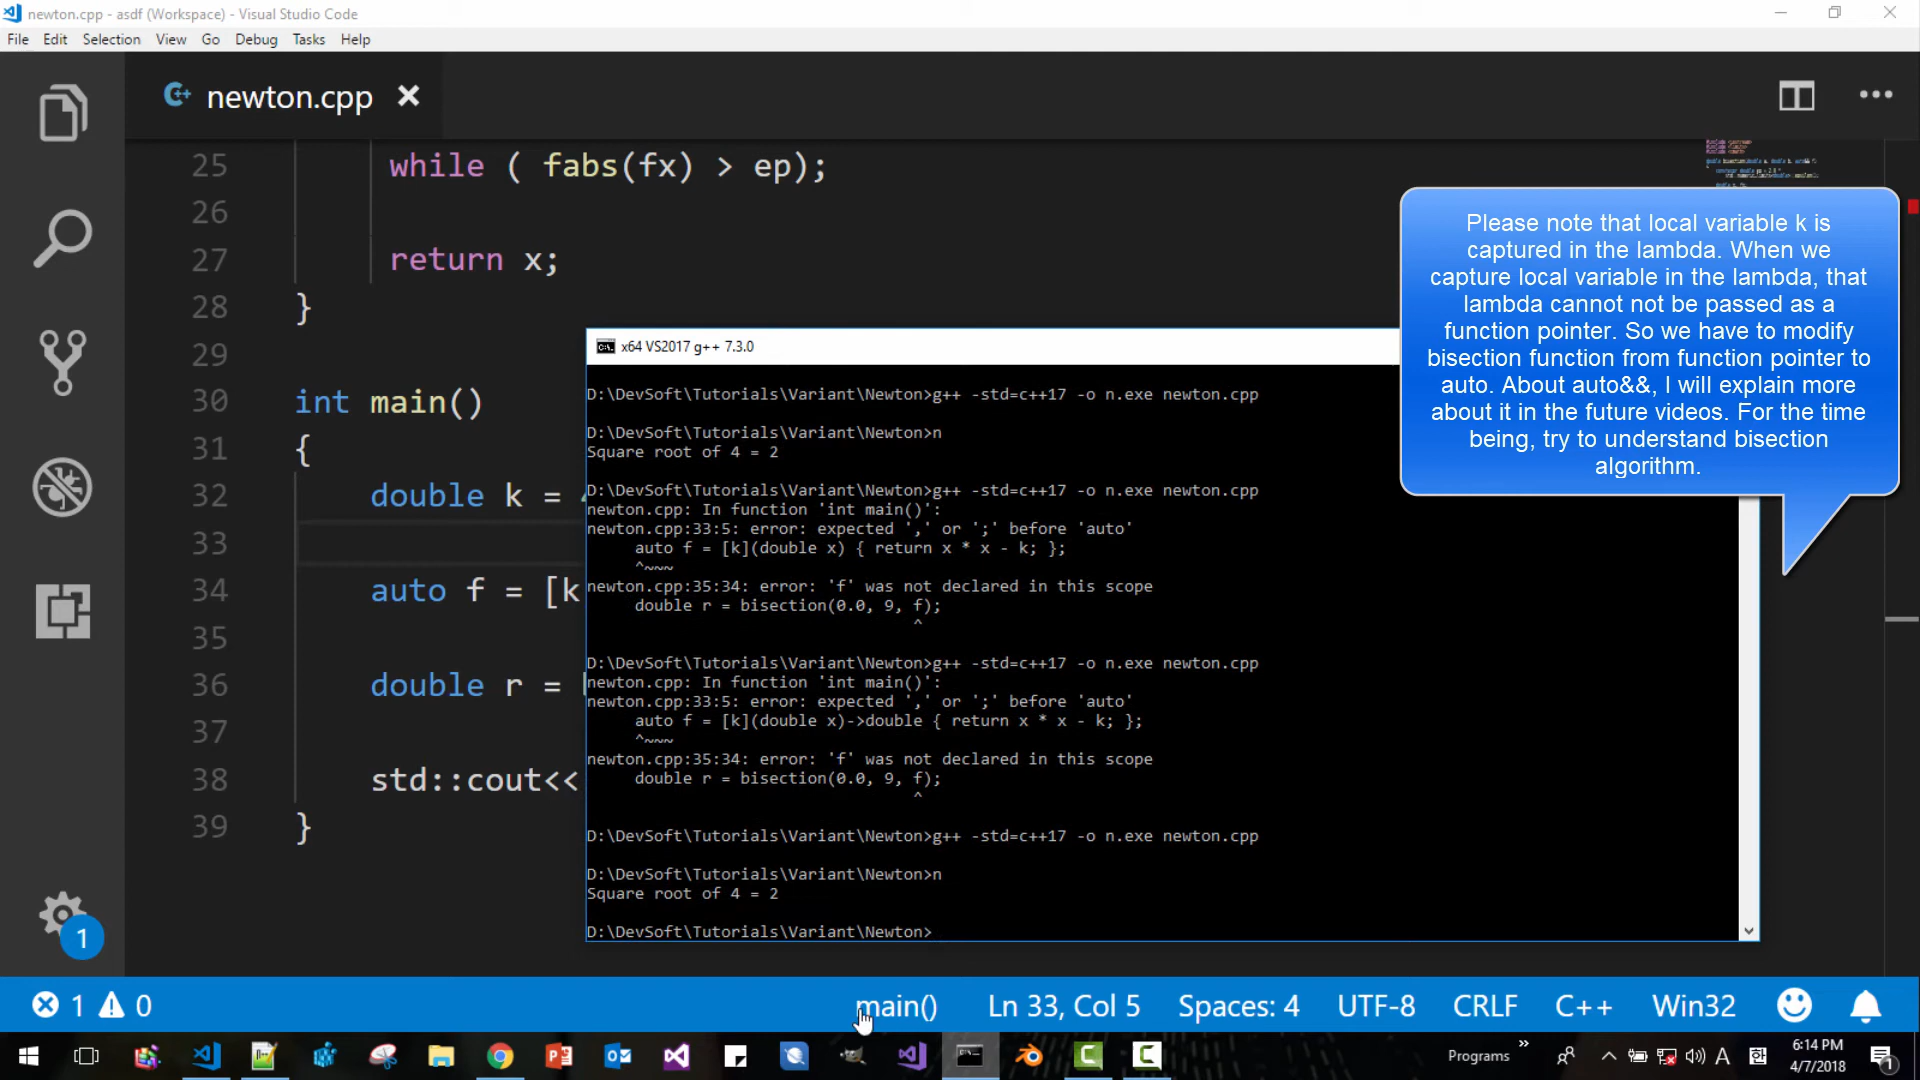 newton.cpp - asdf (Workspace) - Visual Studio Code
File Edit Selection View Go Debug Tasks Help
newton.cpp
25 while ( fabs(fx) > ep);
26
27 return x;
28 }
29
30 int main()
31 {
32 double k =
33
34 auto f = [k
35
36 double r =
37
38 std::cout<<
39 }
x64 VS2017 g++ 7.3.0
D:\DevSoft\Tutorials\Variant\Newton>g++ -std=c++17 -o n.exe newton.cpp
D:\DevSoft\Tutorials\Variant\Newton>n
Square root of 4 = 2
D:\DevSoft\Tutorials\Variant\Newton>g++ -std=c++17 -o n.exe newton.cpp
newton.cpp: In function 'int main()':
newton.cpp:33:5: error: expected ',' or ';' before 'auto'
auto f = [k](double x) { return x * x - k; };
^~~~
newton.cpp:35:34: error: 'f' was not declared in this scope
double r = bisection(0.0, 9, f);
^
D:\DevSoft\Tutorials\Variant\Newton>g++ -std=c++17 -o n.exe newton.cpp
newton.cpp: In function 'int main()':
newton.cpp:33:5: error: expected ',' or ';' before 'auto'
auto f = [k](double x)->double { return x * x - k; };
^~~~
newton.cpp:35:34: error: 'f' was not declared in this scope
double r = bisection(0.0, 9, f);
^
D:\DevSoft\Tutorials\Variant\Newton>g++ -std=c++17 -o n.exe newton.cpp
D:\DevSoft\Tutorials\Variant\Newton>n
Square root of 4 = 2
D:\DevSoft\Tutorials\Variant\Newton>
Please note that local variable k is
captured in the lambda. When we
capture local variable in the lambda, that
lambda cannot not be passed as a
function pointer. So we have to modify
bisection function from function pointer to
auto. About auto&&, I will explain more
about it in the future videos. For the time
being, try to understand bisection
algorithm.
1
1 0 main() Ln 33, Col 5 Spaces: 4 UTF-8 CRLF C++ Win32
Programs A 한 6:14 PM
4/7/2018 1